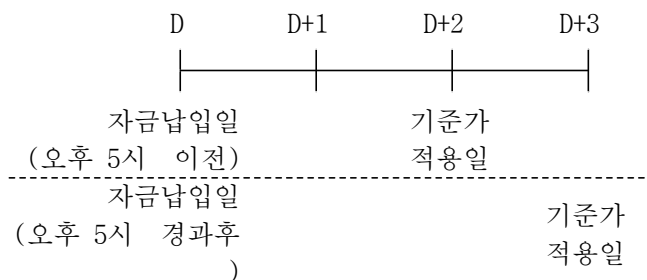 D D+1 D+2 D+3
자금납입일 기준가
(오후 5시 이전) 적용일
자금납입일
기준가
(오후 5시 경과후
적용일
)